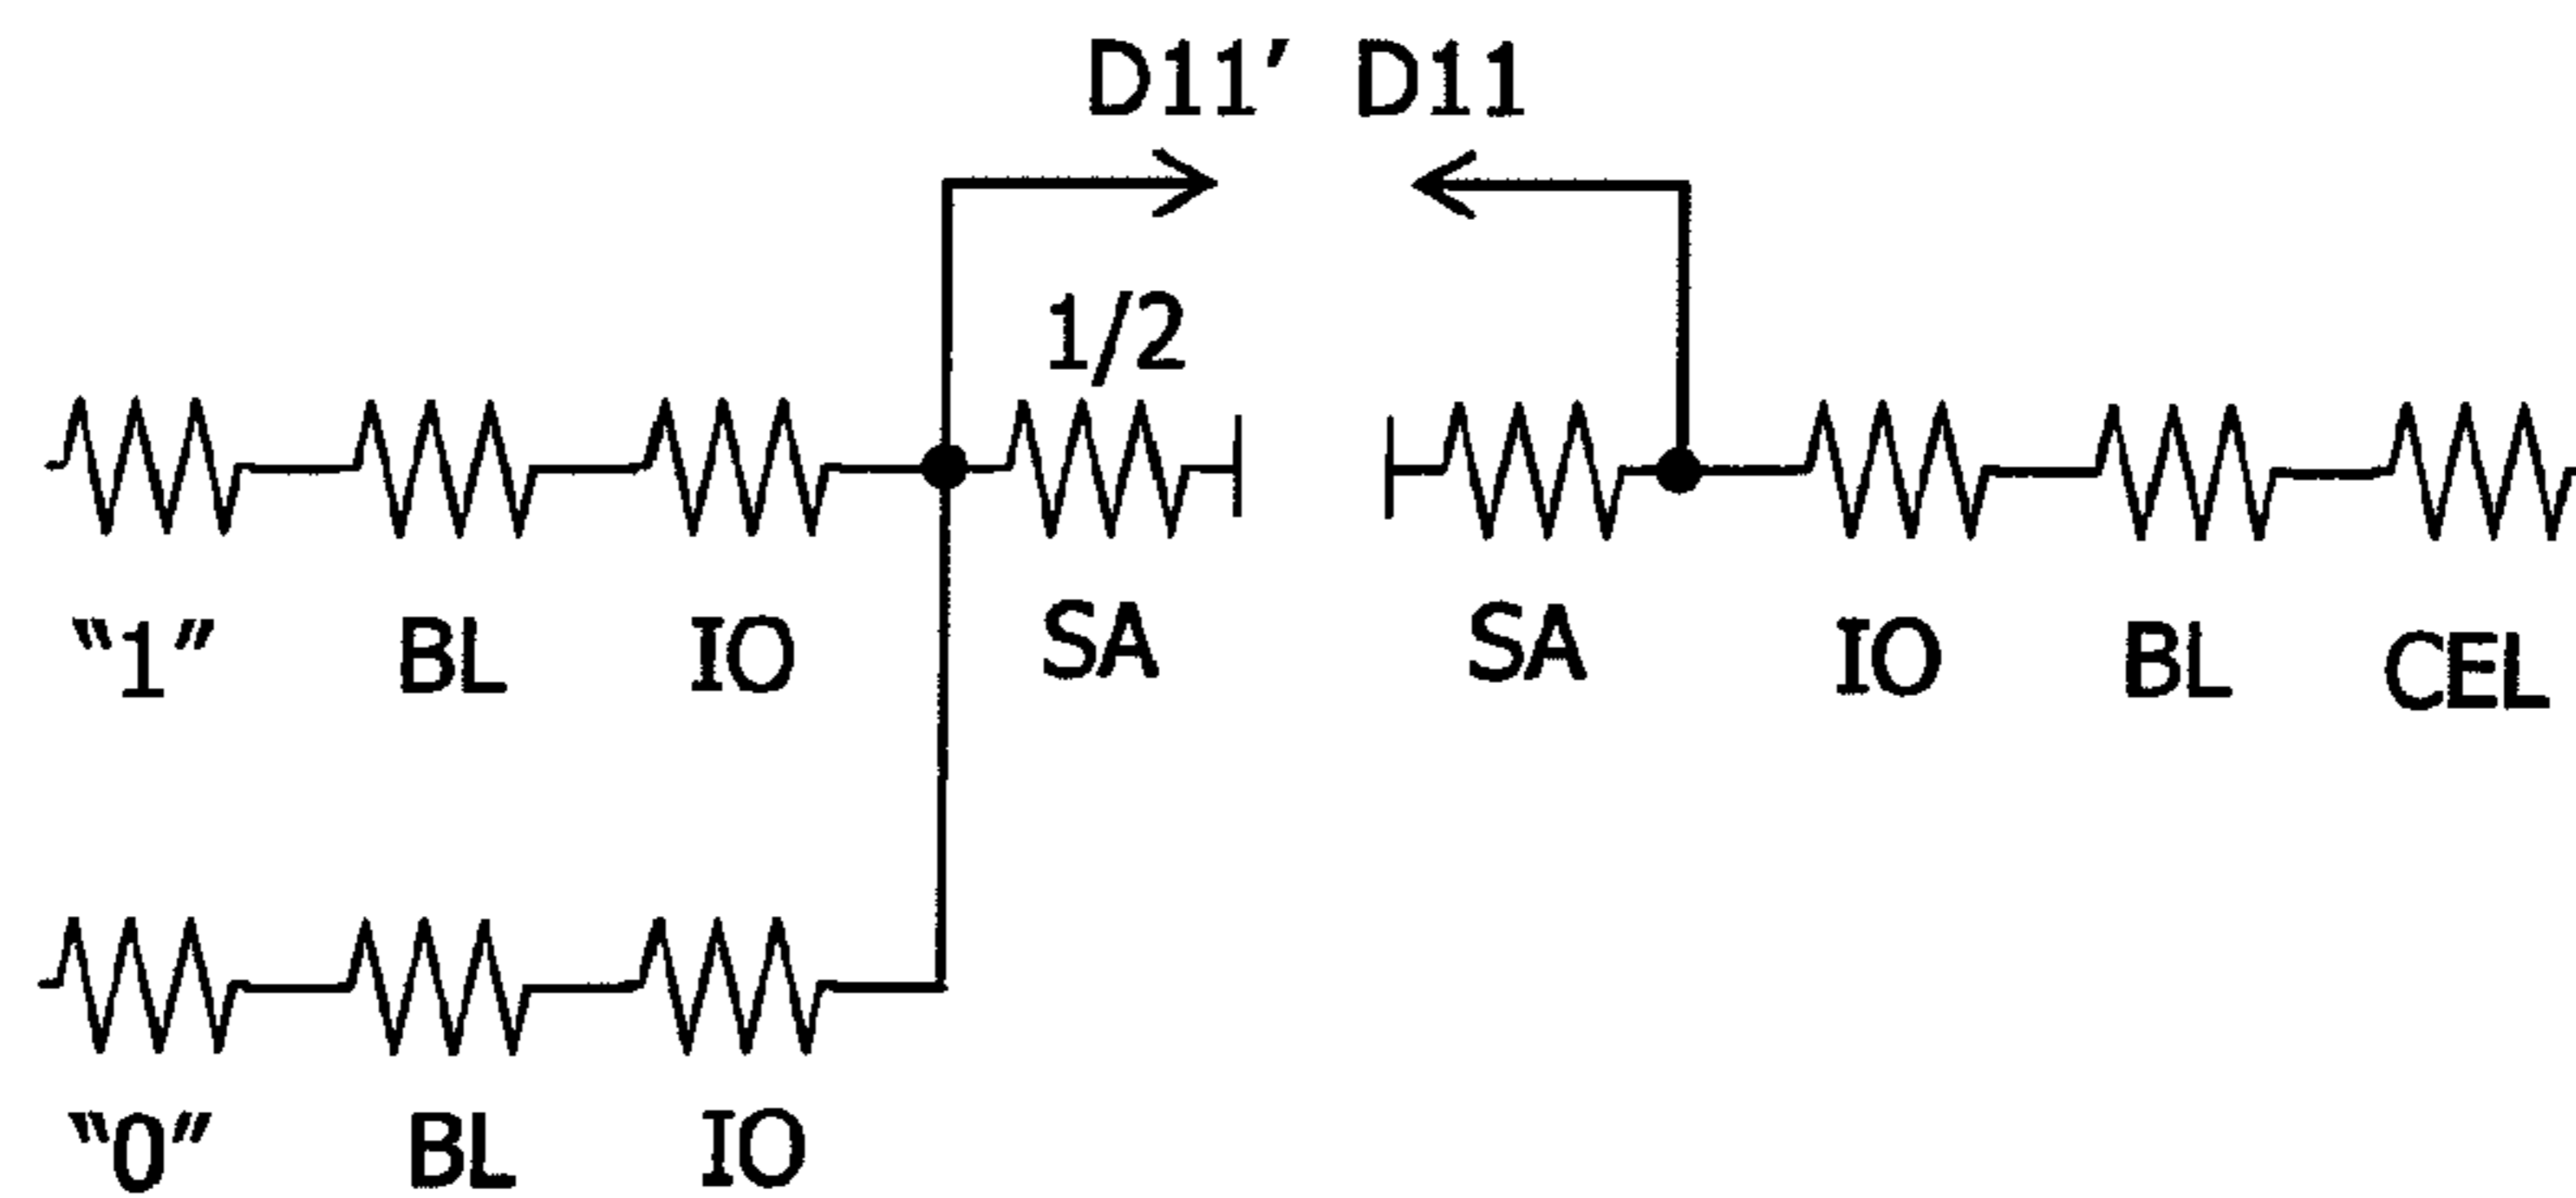 D11′ D11
1/2
“1” BL IO SA SA IO BL CEL
“0” BL IO